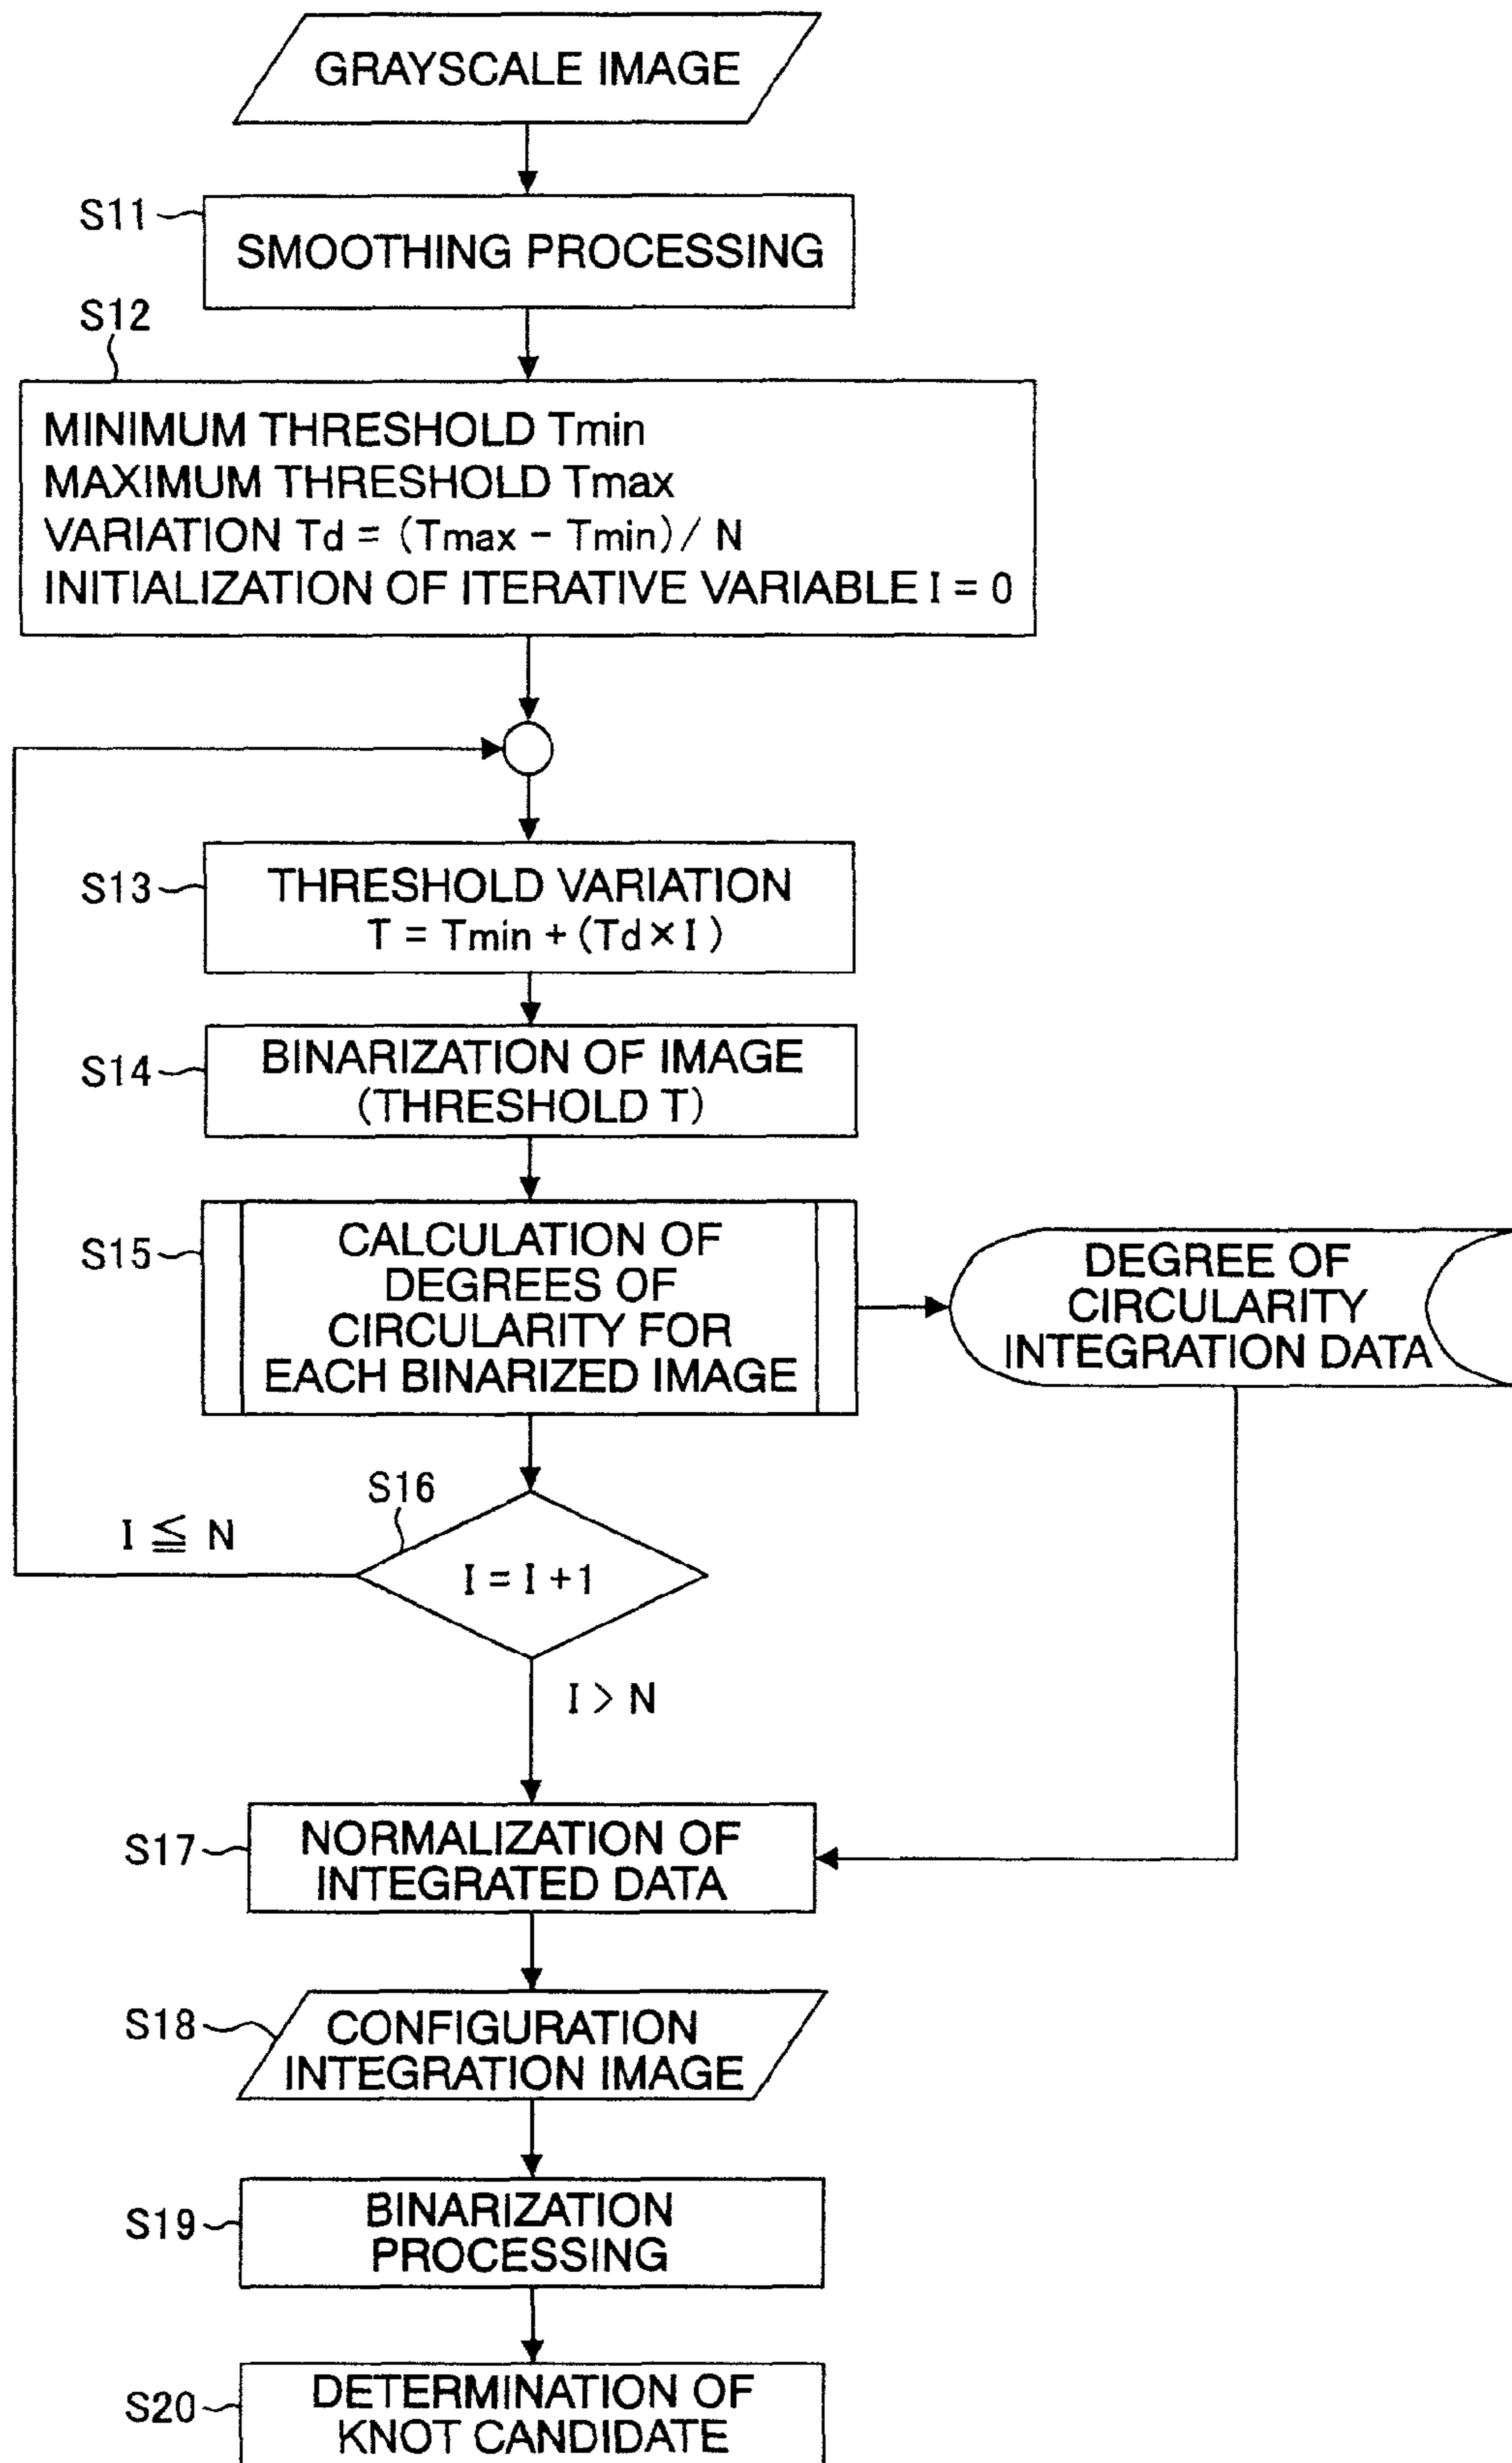 GRAYSCALE IMAGE
S11
SMOOTHING PROCESSING
S12
MINIMUM THRESHOLD Tmin
MAXIMUM THRESHOLD Tmax
VARIATION Td = (Tmax - Tmin) / N
INITIALIZATION OF ITERATIVE VARIABLE I = 0
S13
THRESHOLD VARIATION
T = Tmin + (Td × I)
S14
BINARIZATION OF IMAGE
(THRESHOLD T)
S15
CALCULATION OF
DEGREES OF
CIRCULARITY FOR
EACH BINARIZED IMAGE
DEGREE OF
CIRCULARITY
INTEGRATION DATA
S16
I ≦ N
I = I +1
I > N
S17
NORMALIZATION OF
INTEGRATED DATA
S18
CONFIGURATION
INTEGRATION IMAGE
S19
BINARIZATION
PROCESSING
S20
DETERMINATION OF
KNOT CANDIDATE